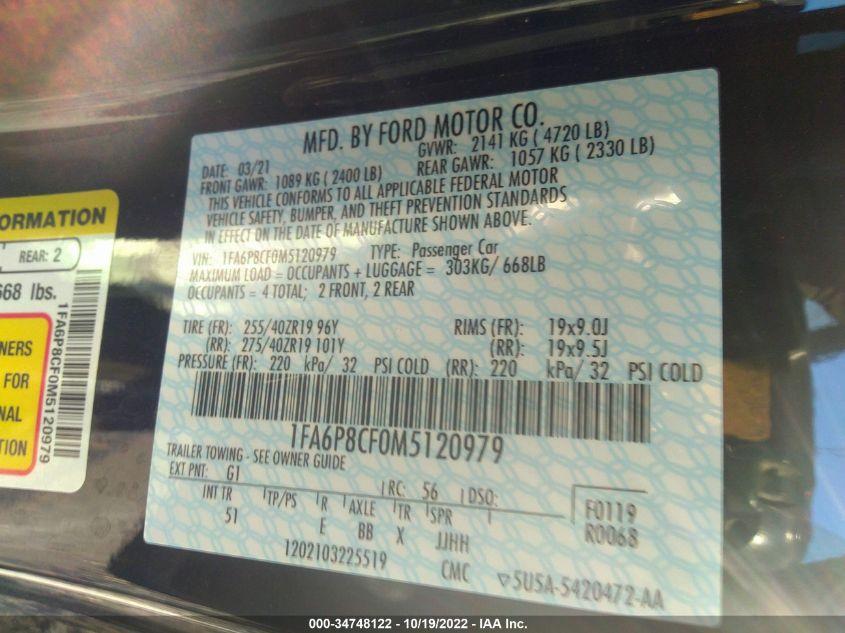 MFD. BY FORD MOTOR CO.
DATE: 03/21 GVWR: 2141 KG ( 4720 LB)
FRONT GAWR: 1089 KG ( 2400 LB) REAR GAWR: 1057 KG ( 2330 LB)
THIS VEHICLE CONFORMS TO ALL APPLICABLE FEDERAL MOTOR
VEHICLE SAFETY, BUMPER, AND THEFT PREVENTION STANDARDS
IN EFFECT ON THE DATE OF MANUFACTURE SHOWN ABOVE.
VIN: 1FA6P8CF0M5120979 TYPE: Passenger Car
MAXIMUM LOAD = OCCUPANTS + LUGGAGE = 303KG/ 668LB
OCCUPANTS = 4 TOTAL; 2 FRONT, 2 REAR
TIRE (FR): 255/40ZR19 96Y RIMS (FR): 19x9.0J
(RR): 275/40ZR19 101Y (RR): 19x9.5J
PRESSURE (FR): 220 kPa/ 32 PSI COLD (RR): 220 kPa/ 32 PSI COLD
1FA6P8CF0M5120979
TRAILER TOWING - SEE OWNER GUIDE
EXT PNT: G1 RC: 56 DSO:
INT TR TP/PS R AXLE TR SPR
51 E BB X JJHH
F0119
R0068
1202103225519 CMC
5U5A-5420472-AA
ORMATION
REAR: 2
668 lbs.
NERS
FOR
NAL
1FA6P8CF0M5120979
000-34748122 - 10/19/2022 - IAA Inc.